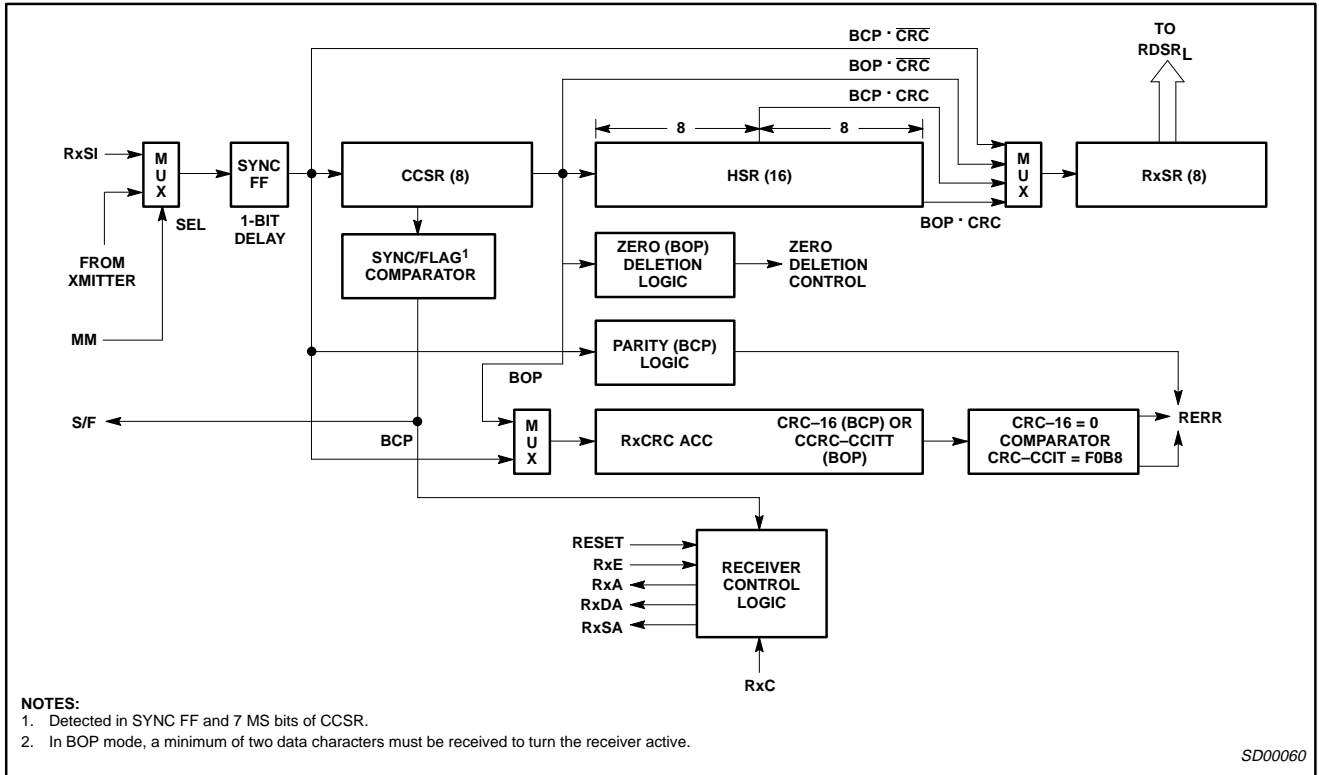 BCP · C̅R̅C̅
BOP · C̅R̅C̅
BCP · CRC
TO
RDSRL
8
8
RxSI
MUX
SYNC
FF
CCSR (8)
HSR (16)
MUX
RxSR (8)
SEL
1-BIT
DELAY
BOP · CRC
FROM
XMITTER
SYNC/FLAG1
COMPARATOR
ZERO (BOP)
DELETION
LOGIC
ZERO
DELETION
CONTROL
MM
PARITY (BCP)
LOGIC
BOP
S/F
BCP
MUX
RxCRC ACC
CRC–16 (BCP) OR
CCRC–CCITT
(BOP)
CRC–16 = 0
COMPARATOR
CRC–CCIT = F0B8
RERR
RESET
RxE
RxA
RxDA
RxSA
RECEIVER
CONTROL
LOGIC
RxC
NOTES:
1. Detected in SYNC FF and 7 MS bits of CCSR.
2. In BOP mode, a minimum of two data characters must be received to turn the receiver active.
SD00060